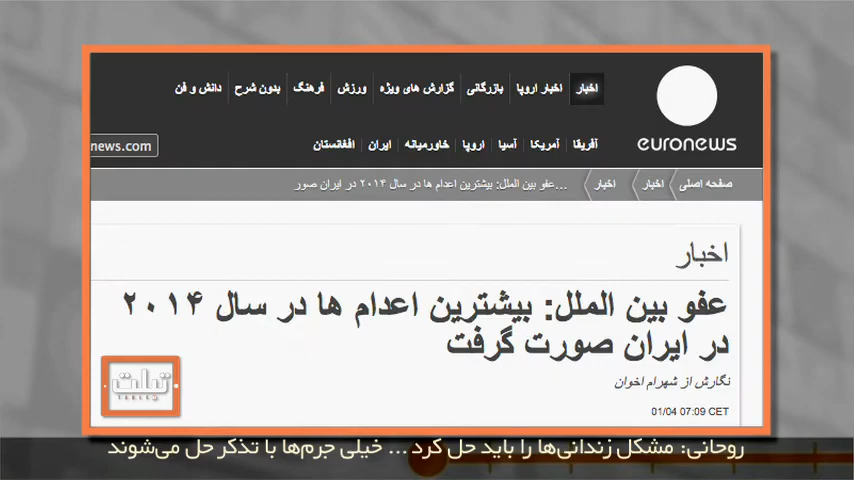 اخبار اخبار اروپا بازرگانی گزارش های ویژه ورزش فرهنگ بدون شرح دانش و فن
euronews
آفریقا آمریکا آسیا اروپا خاورمیانه ایران افغانستان
news.com
صفحه اصلی اخبار اخبار عفو بین الملل: بیشترین اعدام ها در سال ۲۰۱۴ در ایران صور...
اخبار
عفو بین الملل: بیشترین اعدام ها در سال ۲۰۱۴
در ایران صورت گرفت
نگارش از شهرام اخوان
01/04 07:09 CET
تبلت
TABLET
روحانی: مشکل زندانی‌ها را باید حل کرد ... خیلی جرم‌ها با تذکر حل می‌شوند